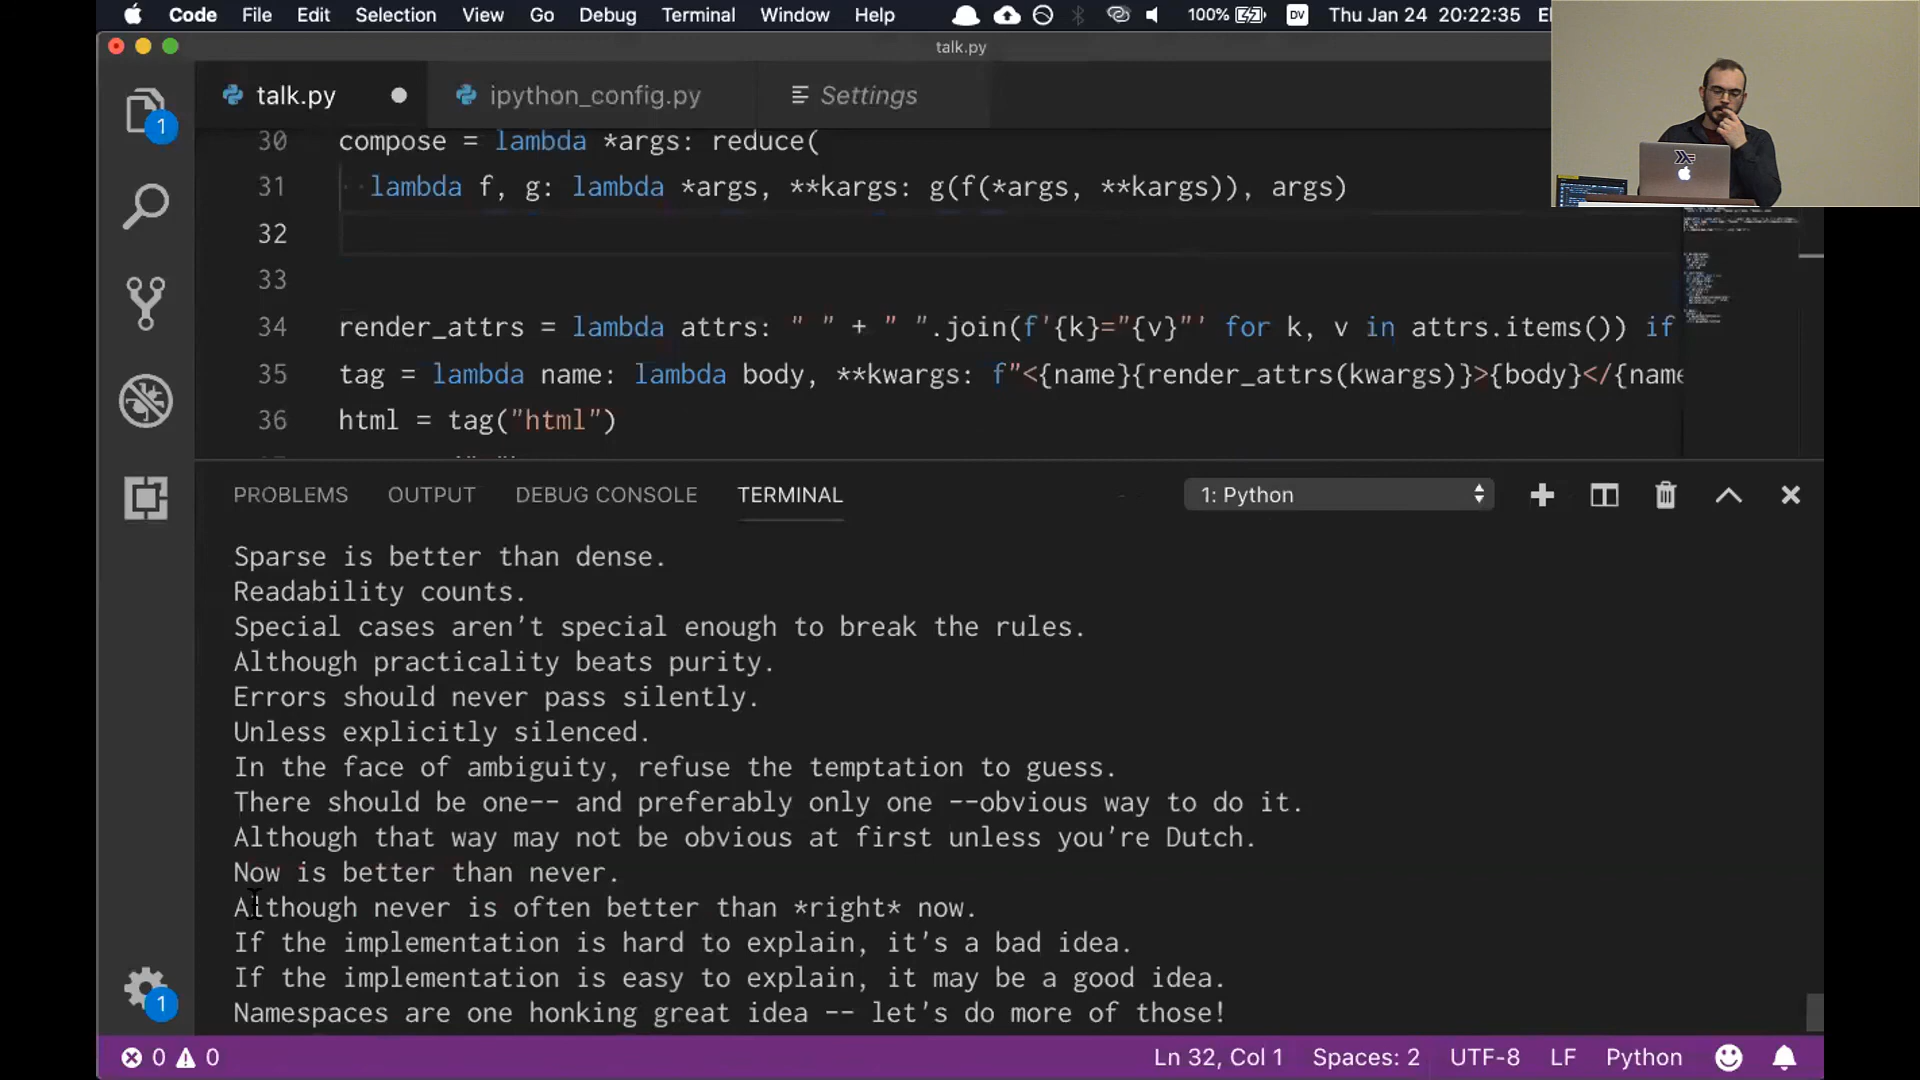 Code File Edit Selection View Go Debug Terminal Window Help 100% DV Thu Jan 24 20:22:35
talk.py
talk.py ipython_config.py Settings
30 compose = lambda *args: reduce(
31 lambda f, g: lambda *args, **kargs: g(f(*args, **kargs)), args)
32
33
34 render_attrs = lambda attrs: " " + " ".join(f'{k}="{v}"' for k, v in attrs.items()) if
35 tag = lambda name: lambda body, **kwargs: f"<{name}{render_attrs(kwargs)}>{body}</{name
36 html = tag("html")
PROBLEMS OUTPUT DEBUG CONSOLE TERMINAL 1: Python
Sparse is better than dense.
Readability counts.
Special cases aren't special enough to break the rules.
Although practicality beats purity.
Errors should never pass silently.
Unless explicitly silenced.
In the face of ambiguity, refuse the temptation to guess.
There should be one-- and preferably only one --obvious way to do it.
Although that way may not be obvious at first unless you're Dutch.
Now is better than never.
Although never is often better than *right* now.
If the implementation is hard to explain, it's a bad idea.
If the implementation is easy to explain, it may be a good idea.
Namespaces are one honking great idea -- let's do more of those!
0 0 Ln 32, Col 1 Spaces: 2 UTF-8 LF Python
1
1